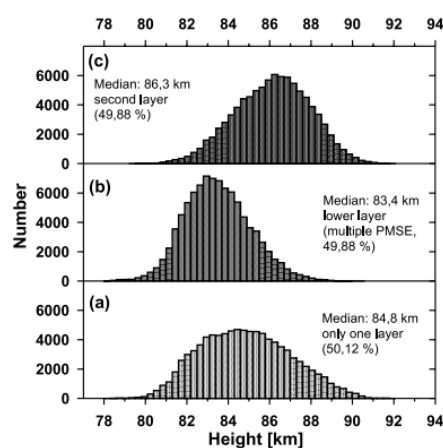 78 80 82 84 86 88 90 92 94
(c)
Median: 86,3 km
second layer
(49,88 %)
6000
4000
2000
0
(b)
Median: 83,4 km
lower layer
(multiple PMSE,
49,88 %)
6000
4000
2000
0
(a)
Median: 84,8 km
only one layer
(50,12 %)
6000
4000
2000
0
Number
78 80 82 84 86 88 90 92 94
Height [km]